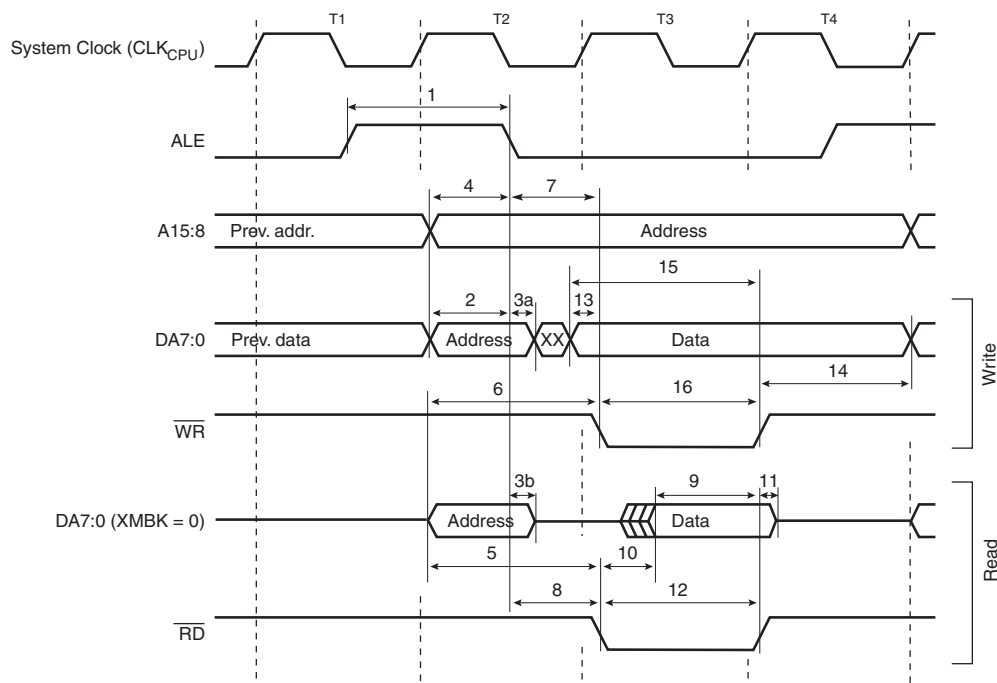 T1 T2 T3 T4
System Clock (CLKCPU)
1
ALE
4 7
A15:8 Prev. addr. Address
15
2 3a 13
DA7:0 Prev. data Address XX Data
14
6 16
WR
Write
3b 9 11
DA7:0 (XMBK = 0) Address Data
5 10
8 12
RD
Read